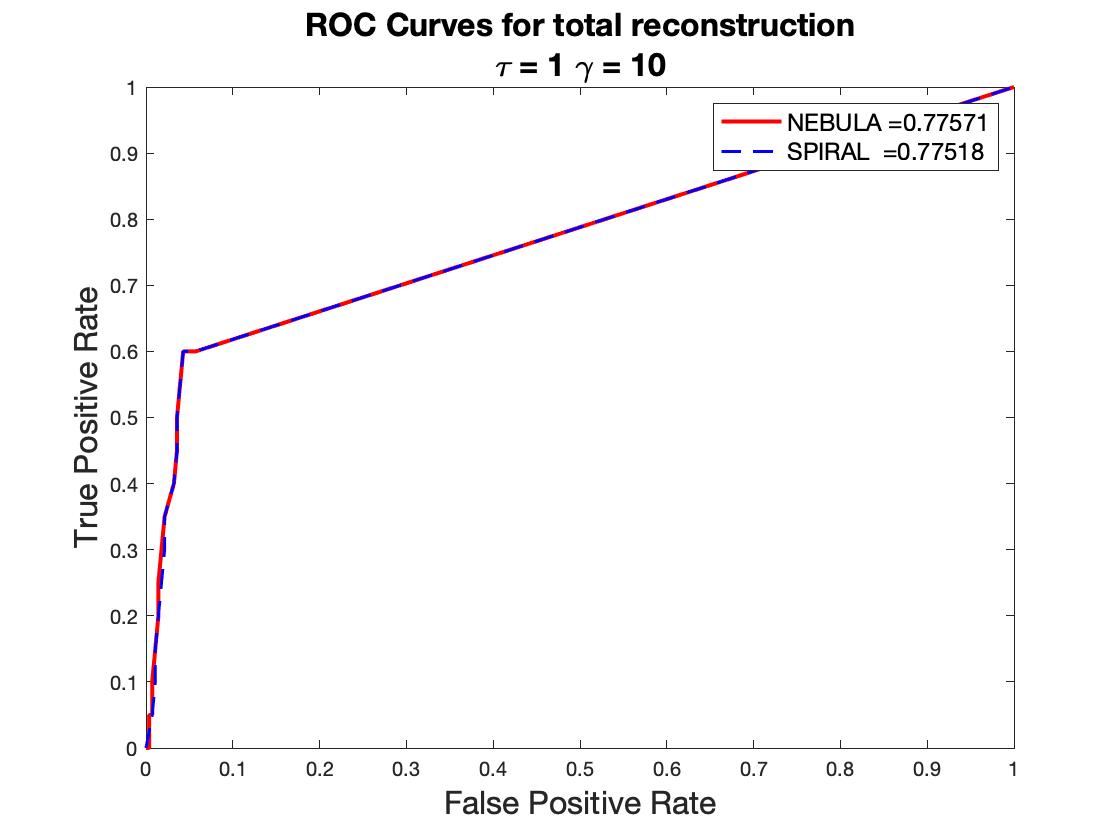 ROC Curves for total reconstruction
τ = 1 γ = 10
NEBULA =0.77571
SPIRAL =0.77518
True Positive Rate
1
0.9
0.8
0.7
0.6
0.5
0.4
0.3
0.2
0.1
0
0 0.1 0.2 0.3 0.4 0.5 0.6 0.7 0.8 0.9 1
False Positive Rate